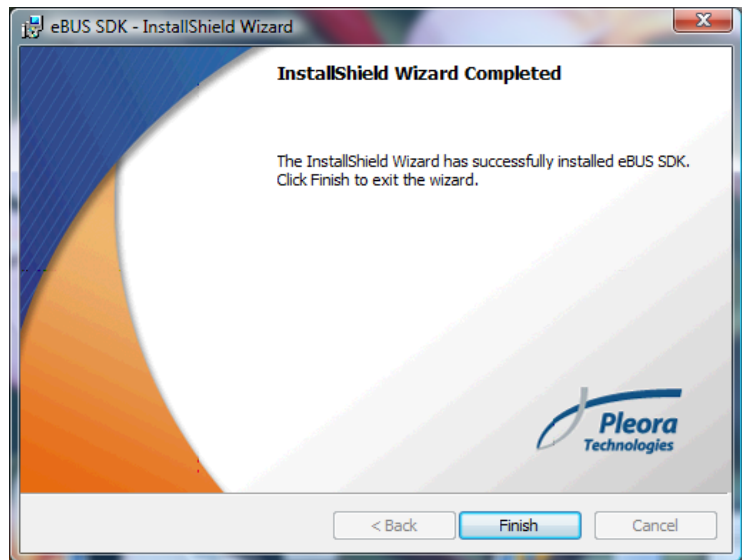 eBUS SDK - InstallShield Wizard
InstallShield Wizard Completed
The InstallShield Wizard has successfully installed eBUS SDK.
Click Finish to exit the wizard.
Pleora
Technologies
< Back
Finish
Cancel